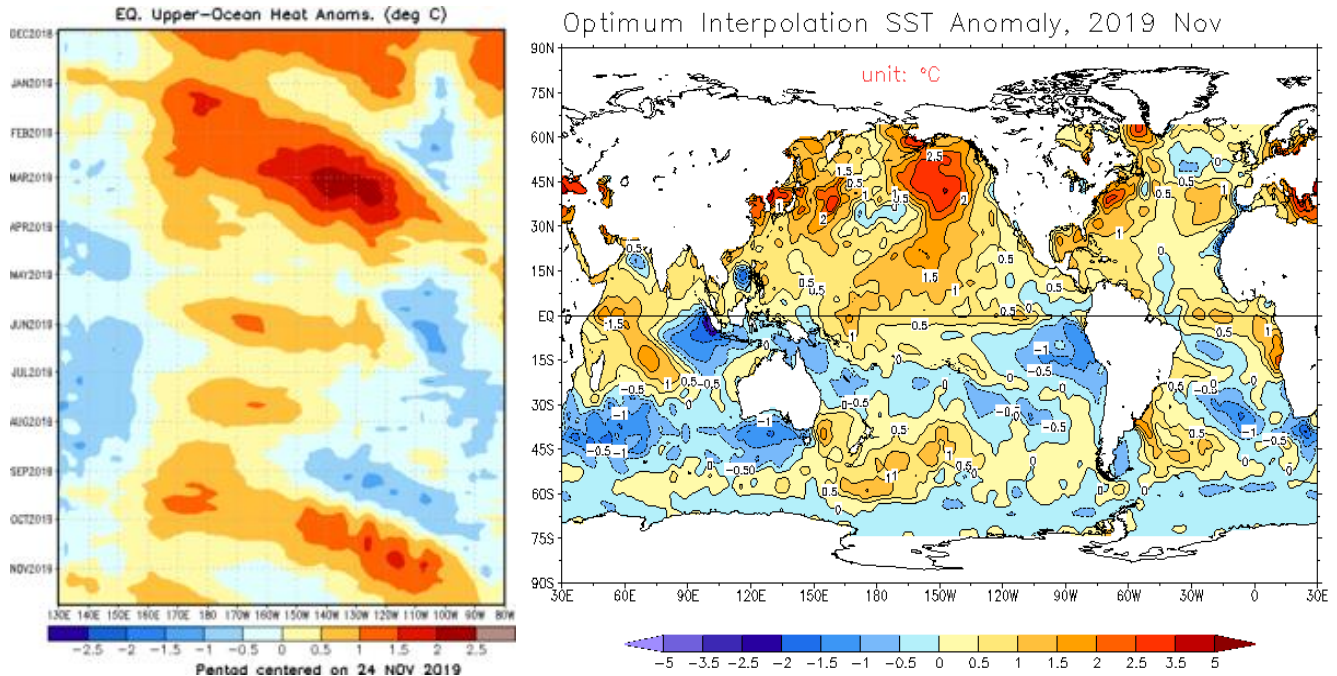 EQ. Upper-Ocean Heat Anoms. (deg C)
DEC2018
JAN2019
FEB2019
MAR2019
APR2019
MAY2019
JUN2019
JUL2019
AUG2019
SEP2019
OCT2019
NOV2019
130E 140E 150E 160E 170E 180 170W 160W 150W 140W 130W 120W 110W 100W 90W 80W
-2.5 -2 -1.5 -1 -0.5 0 0.5 1 1.5 2 2.5
Pentad centered on 24 NOV 2019
Optimum Interpolation SST Anomaly, 2019 Nov
unit: °C
90N
75N
60N
45N
30N
15N
EQ
15S
30S
45S
60S
75S
90S
30E 60E 90E 120E 150E 180 150W 120W 90W 60W 30W 0 30E
-5 -3.5 -2.5 -2 -1.5 -1 -0.5 0 0.5 1 1.5 2 2.5 3.5 5